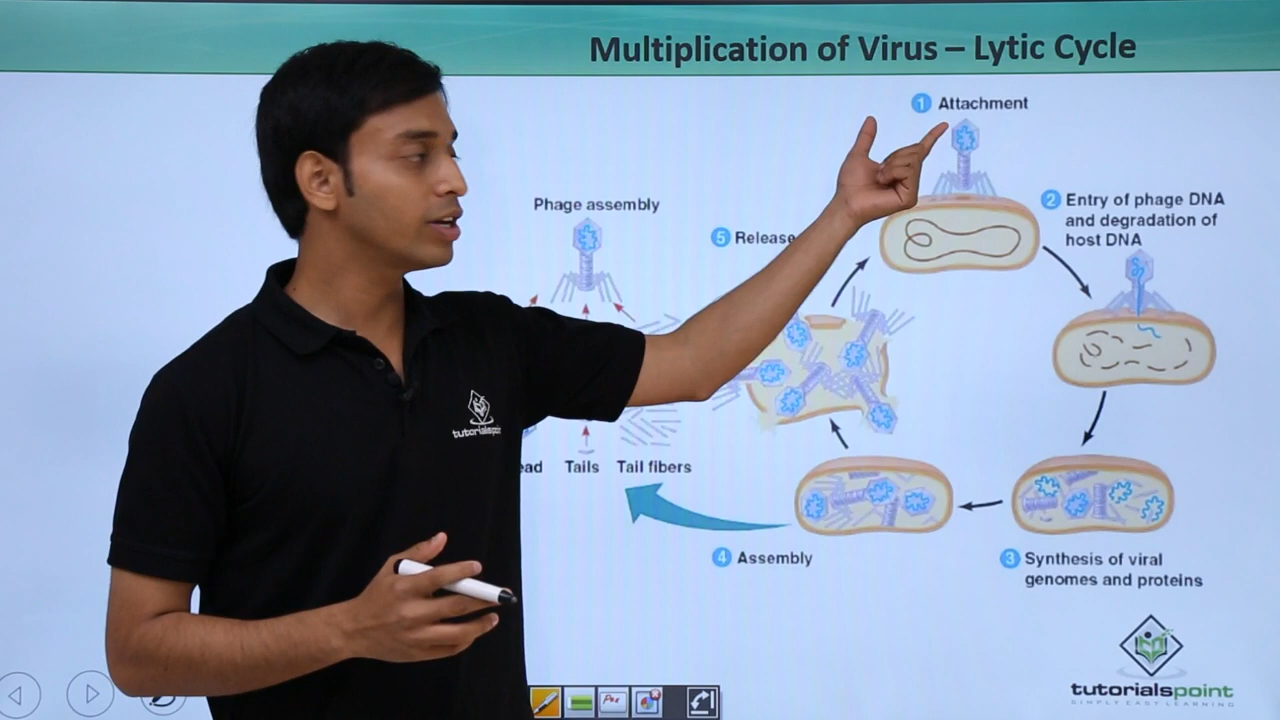 Multiplication of Virus – Lytic Cycle
1 Attachment
2 Entry of phage DNA
and degradation of
host DNA
Phage assembly
5 Release
tutorialspoint
ead Tails Tail fibers
4 Assembly
3 Synthesis of viral
genomes and proteins
tutorialspoint
SIMPLY EASY LEARNING